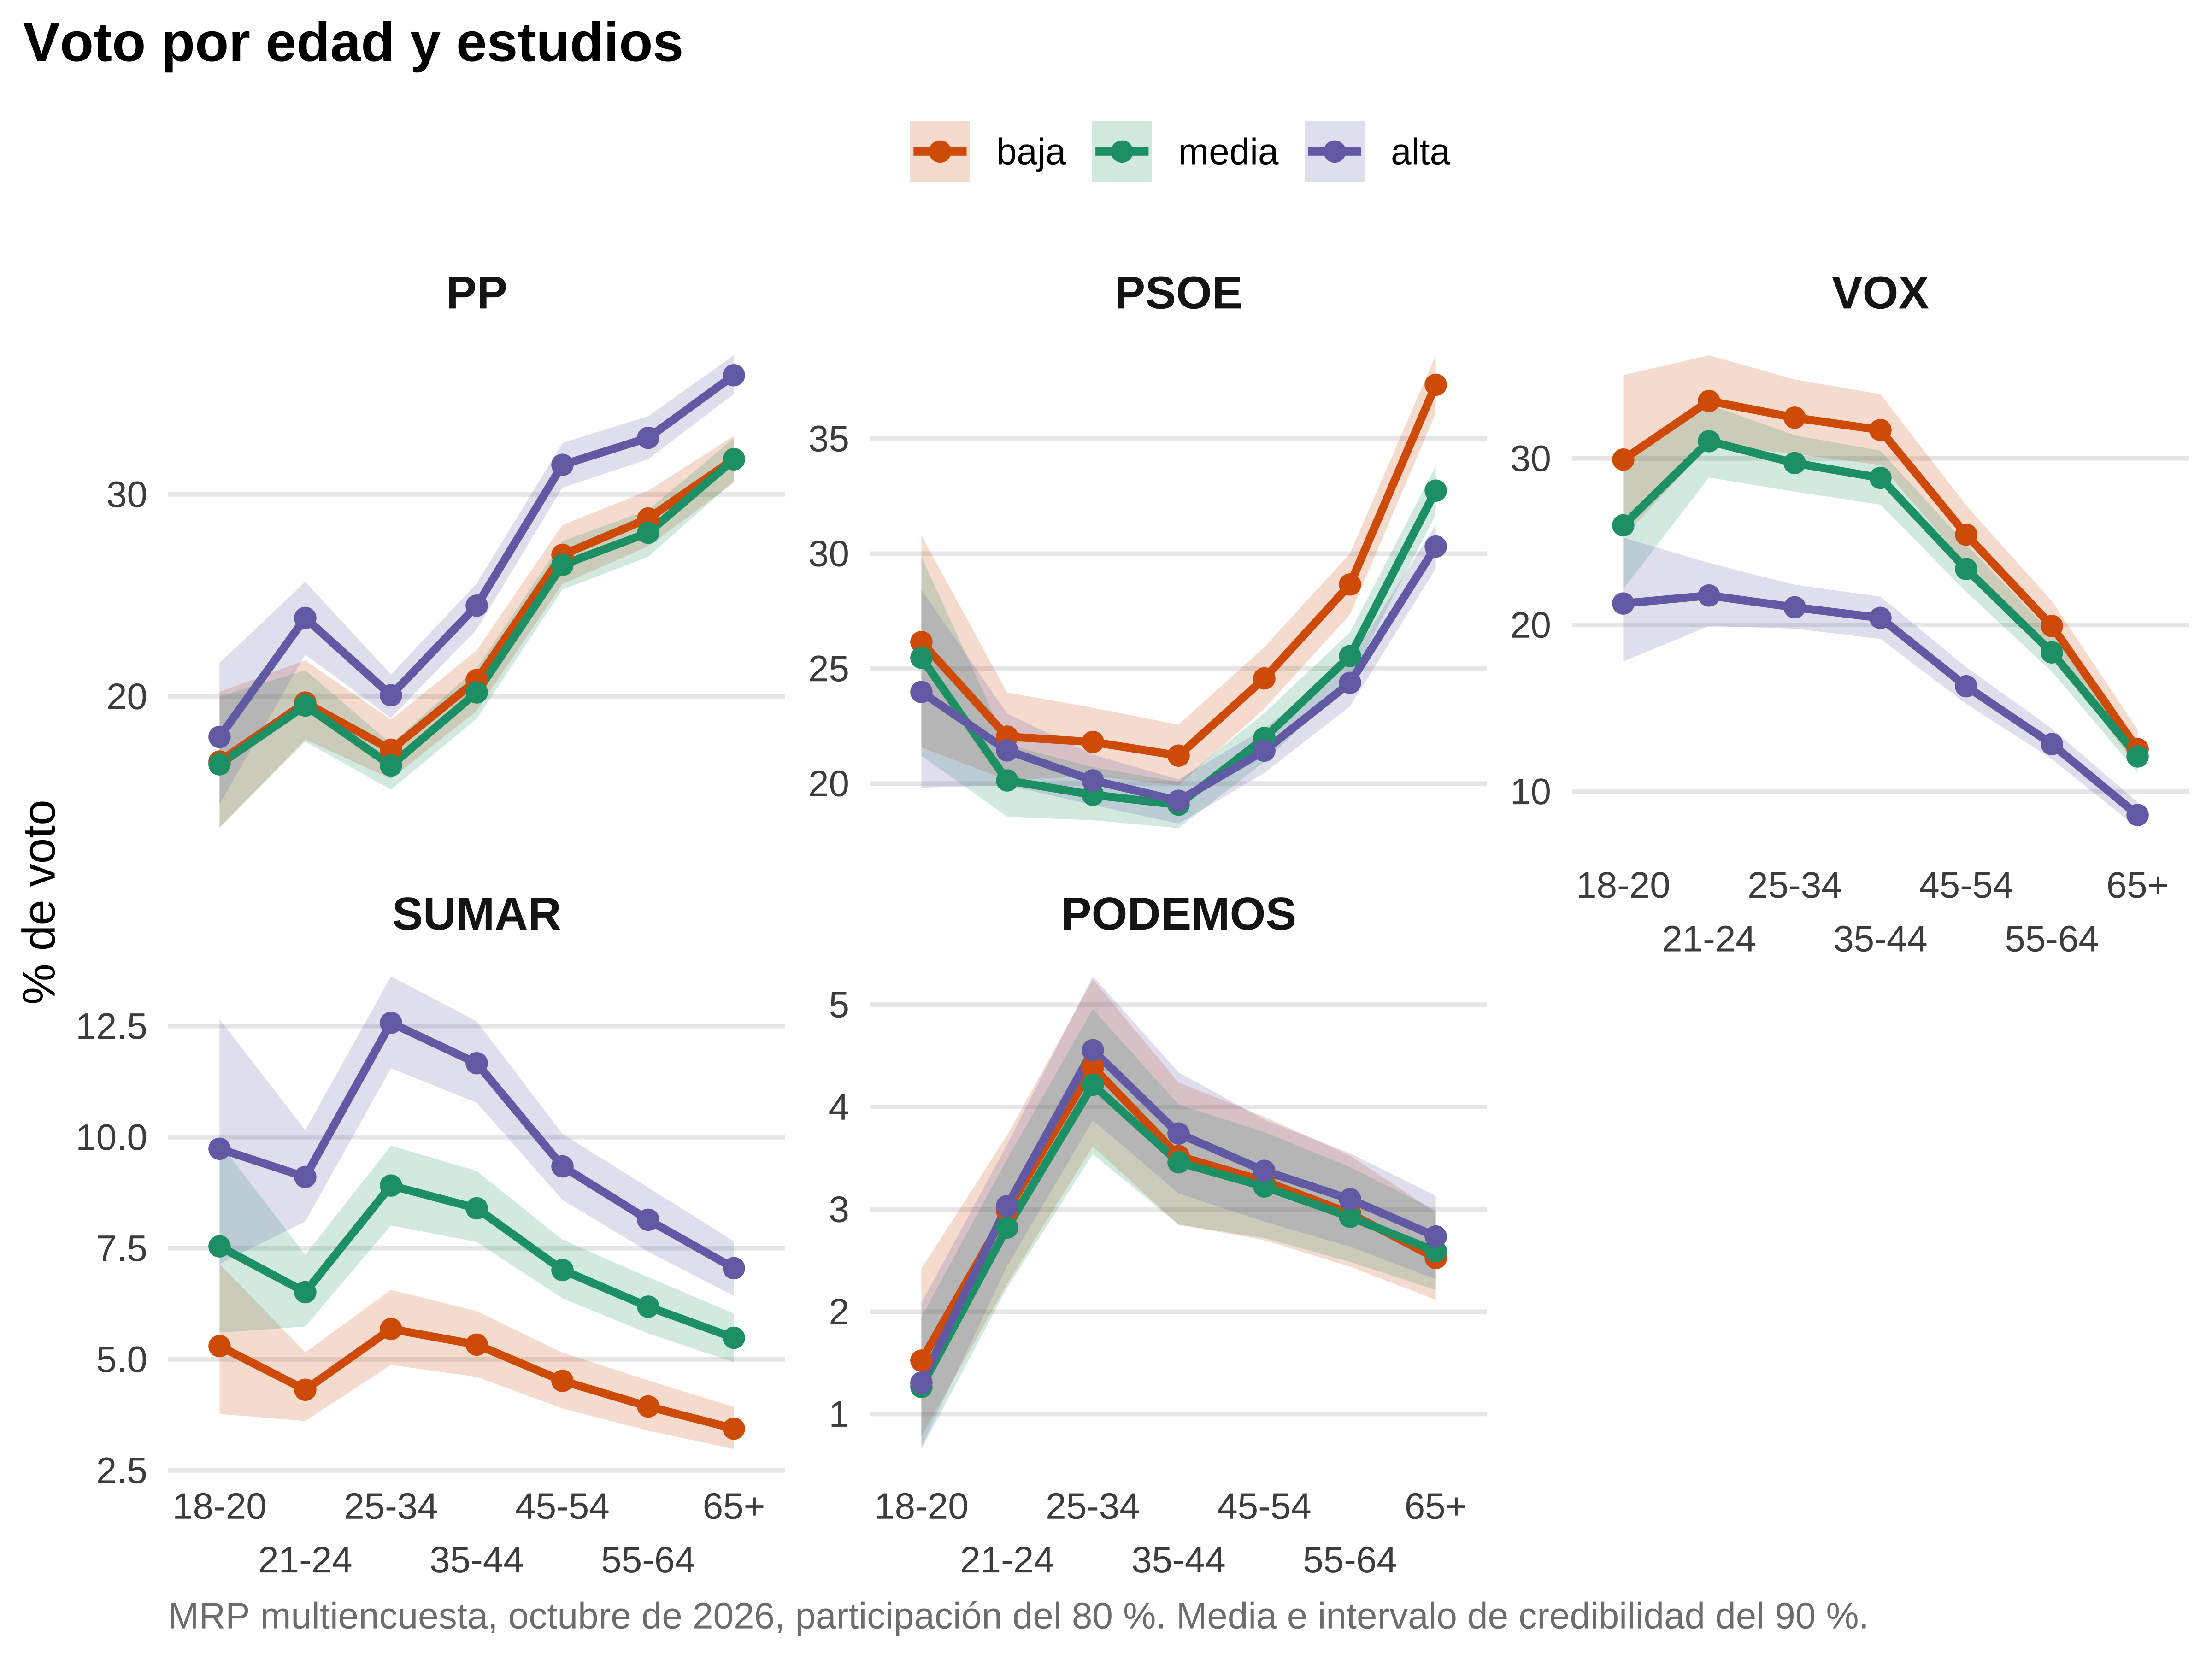 Voto por edad y estudios
baja media alta
PP PSOE VOX
30
20
35
30
25
20
30
20
10
18-20 25-34 45-54 65+
21-24 35-44 55-64
% de voto
SUMAR PODEMOS
12.5
10.0
7.5
5.0
2.5
5
4
3
2
1
18-20 25-34 45-54 65+
21-24 35-44 55-64
18-20 25-34 45-54 65+
21-24 35-44 55-64
MRP multiencuesta, octubre de 2026, participación del 80 %. Media e intervalo de credibilidad del 90 %.